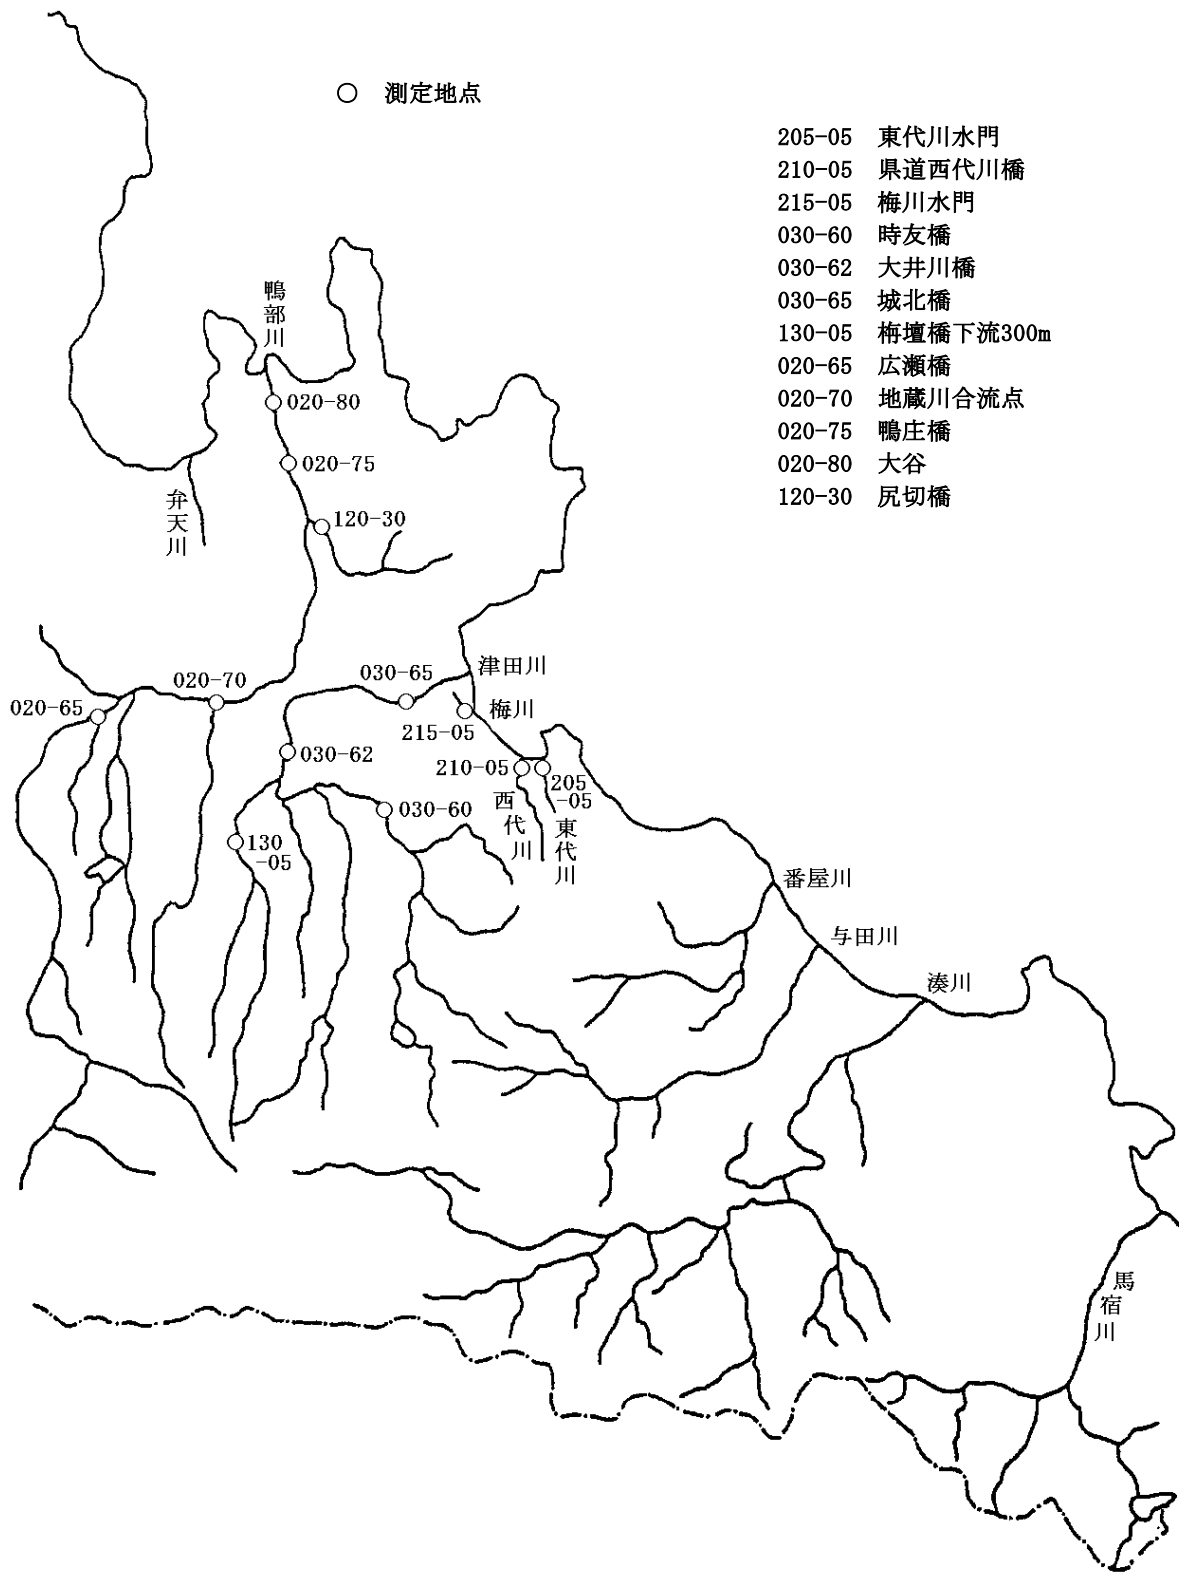 ○ 測定地点
205-05 東代川水門
210-05 県道西代川橋
215-05 梅川水門
030-60 時友橋
030-62 大井川橋
030-65 城北橋
130-05 栴壇橋下流300m
020-65 広瀬橋
020-70 地蔵川合流点
020-75 鴨庄橋
020-80 大谷
120-30 尻切橋
鴨部川
020-80
020-75
弁天川
120-30
津田川
030-65
020-70
020-65
梅川
215-05
030-62
210-05
205
-05
西代川
030-60
東代川
130
-05
番屋川
与田川
湊川
馬宿川